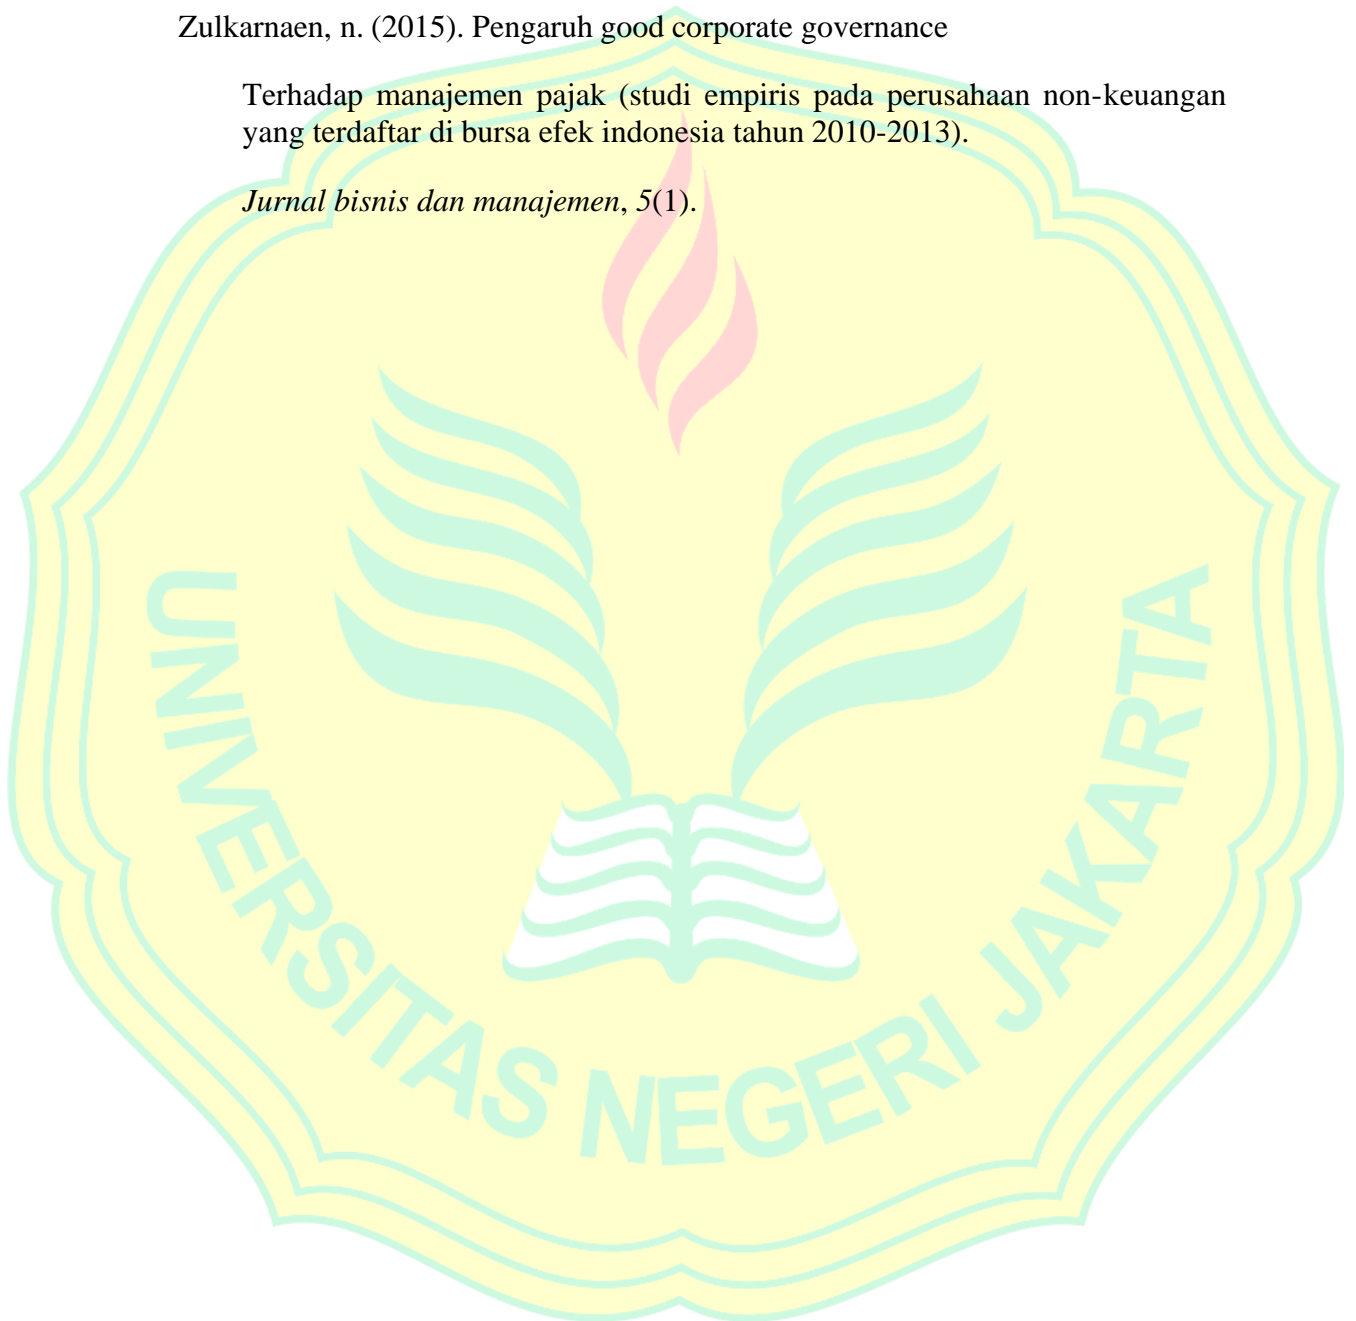 Zulkarnaen, n. (2015). Pengaruh good corporate governance
Terhadap manajemen pajak (studi empiris pada perusahaan non-keuangan
yang terdaftar di bursa efek indonesia tahun 2010-2013).
Jurnal bisnis dan manajemen, 5(1).
UNIVERSITAS NEGERI JAKARTA